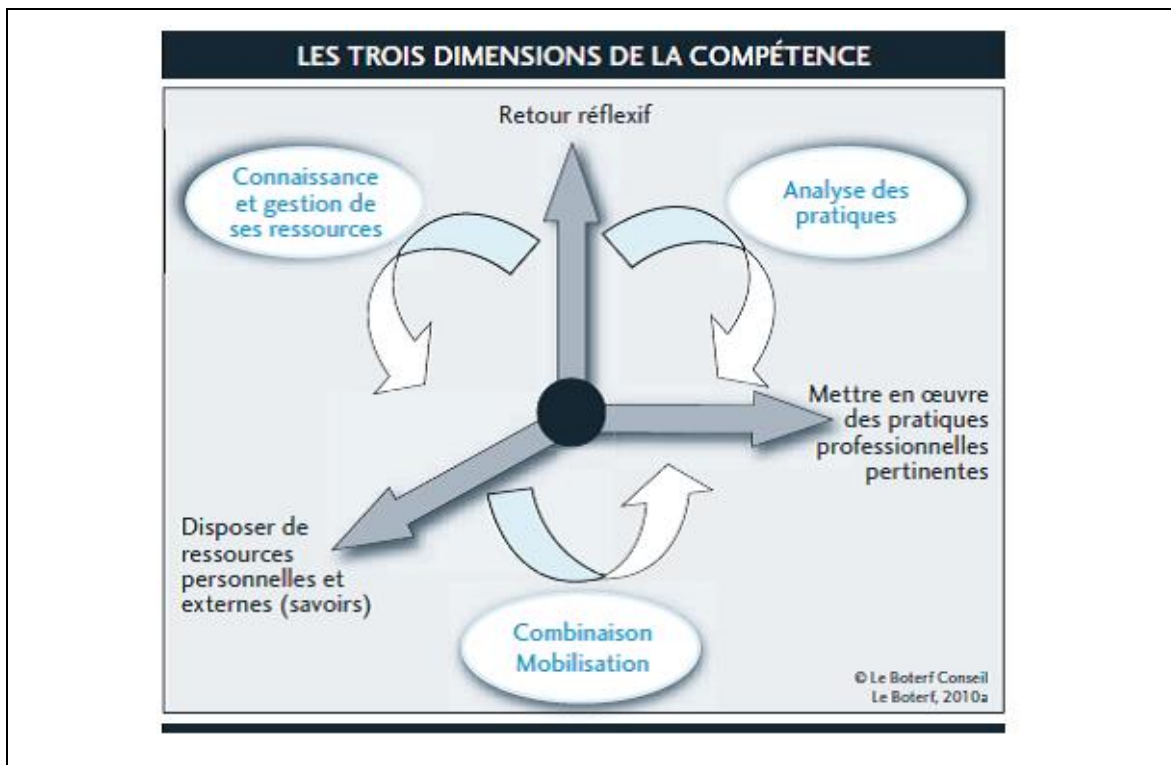 LES TROIS DIMENSIONS DE LA COMPÉTENCE
Retour réflexif
Connaissance
et gestion de
ses ressources
Analyse des
pratiques
Mettre en œuvre
des pratiques
professionnelles
pertinentes
Disposer de
ressources
personnelles et
externes (savoirs)
Combinaison
Mobilisation
© Le Boterf Conseil
Le Boterf, 2010a